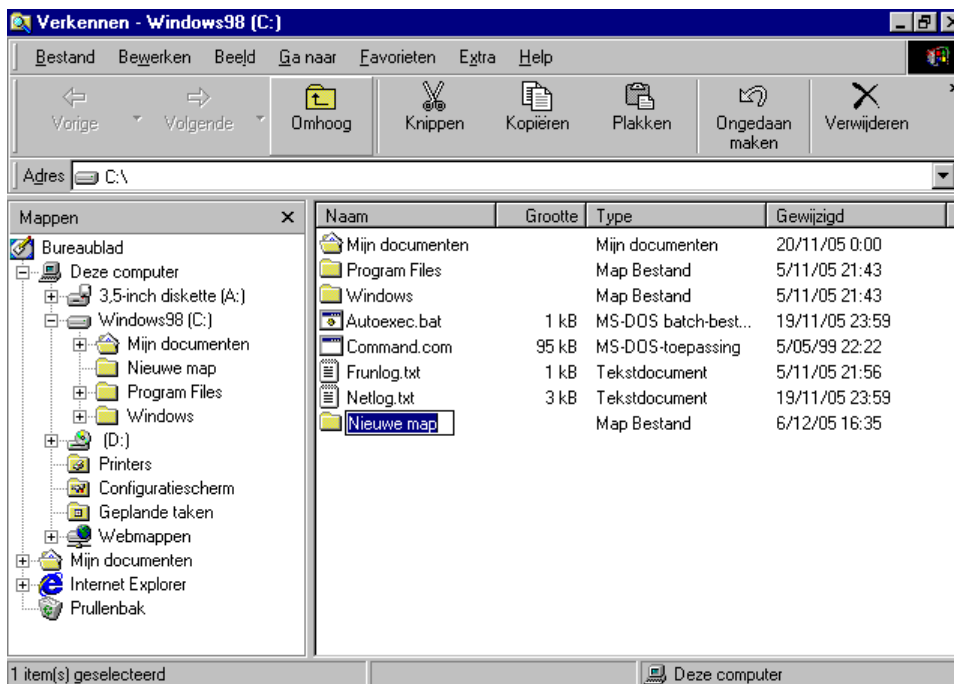 Verkennen - Windows98 (C:)
Bestand Bewerken Beeld Ga naar Favorieten Extra Help
Vorige Volgende Omhoog Knippen Kopiëren Plakken Ongedaan maken Verwijderen
Adres C:\
Mappen
Bureaublad
Deze computer
3,5-inch diskette (A:)
Windows98 (C:)
Mijn documenten
Nieuwe map
Program Files
Windows
(D:)
Printers
Configuratiescherm
Geplande taken
Webmappen
Mijn documenten
Internet Explorer
Prullenbak
Naam Grootte Type Gewijzigd
Mijn documenten Mijn documenten 20/11/05 0:00
Program Files Map Bestand 5/11/05 21:43
Windows Map Bestand 5/11/05 21:43
Autoexec.bat 1 kB MS-DOS batch-best... 19/11/05 23:59
Command.com 95 kB MS-DOS-toepassing 5/05/99 22:22
Frunlog.txt 1 kB Tekstdocument 5/11/05 21:56
Netlog.txt 3 kB Tekstdocument 19/11/05 23:59
Nieuwe map Map Bestand 6/12/05 16:35
1 item(s) geselecteerd Deze computer